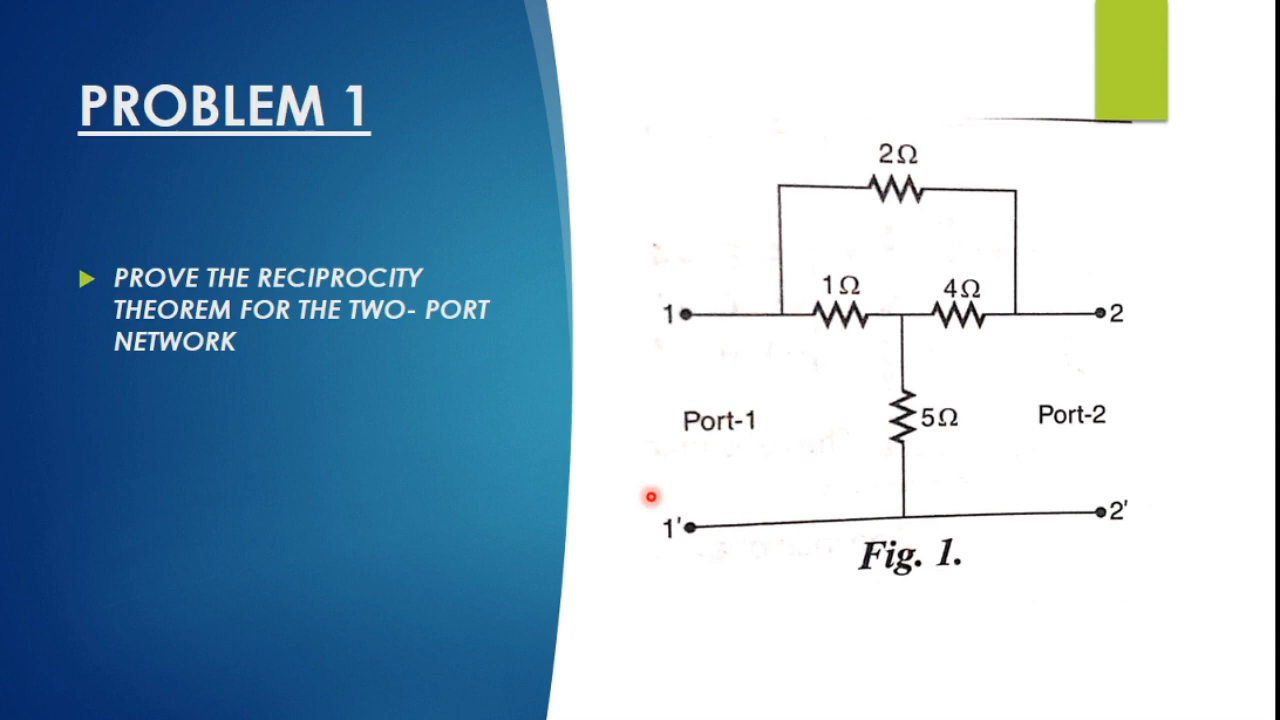 PROBLEM 1
PROVE THE RECIPROCITY
THEOREM FOR THE TWO- PORT
NETWORK
2Ω
1Ω
4Ω
1
2
5Ω
Port-1
Port-2
1'
2'
Fig. 1.